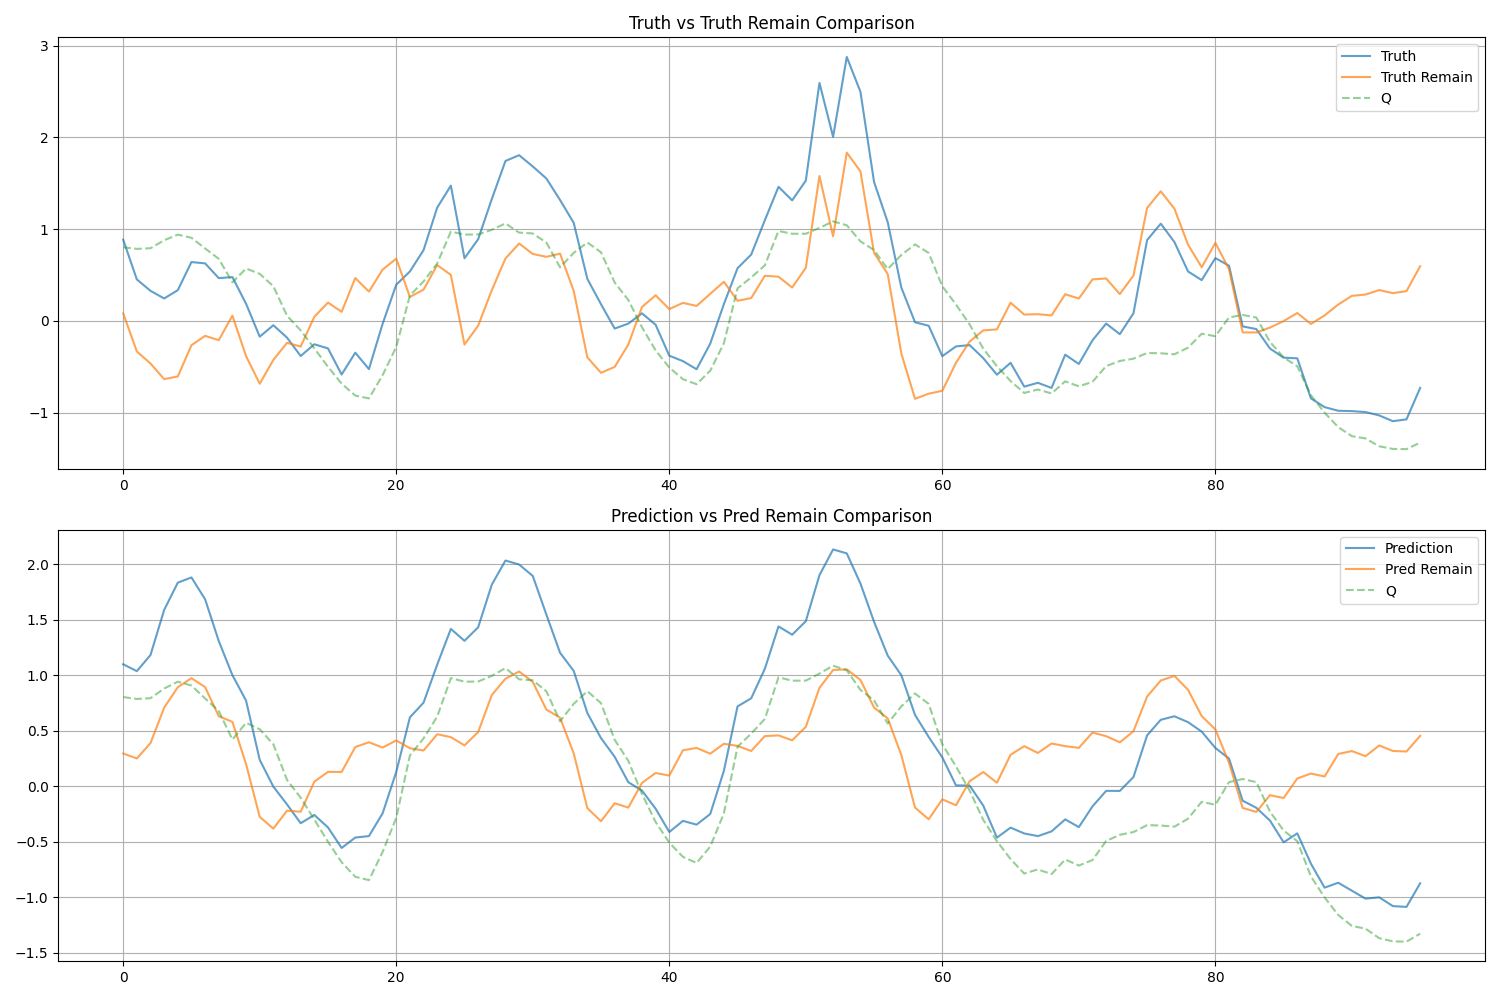 Truth vs Truth Remain Comparison
3
2
1
0
−1
0
20
40
60
80
Truth
Truth Remain
Q
Prediction vs Pred Remain Comparison
2.0
1.5
1.0
0.5
0.0
−0.5
−1.0
−1.5
0
20
40
60
80
Prediction
Pred Remain
Q